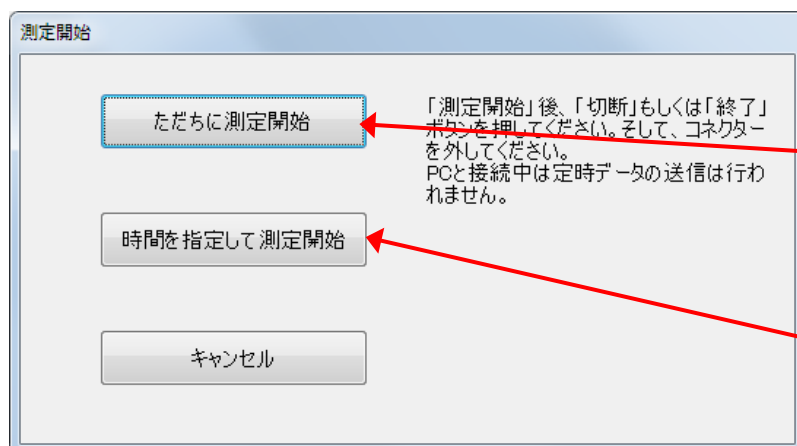 測定開始
ただちに測定開始
「測定開始」後、「切断」もしくは「終了」
ボタンを押してください。そして、コネクター
を外してください。
PCと接続中は定時データの送信は行わ
れません。
時間を指定して測定開始
キャンセル